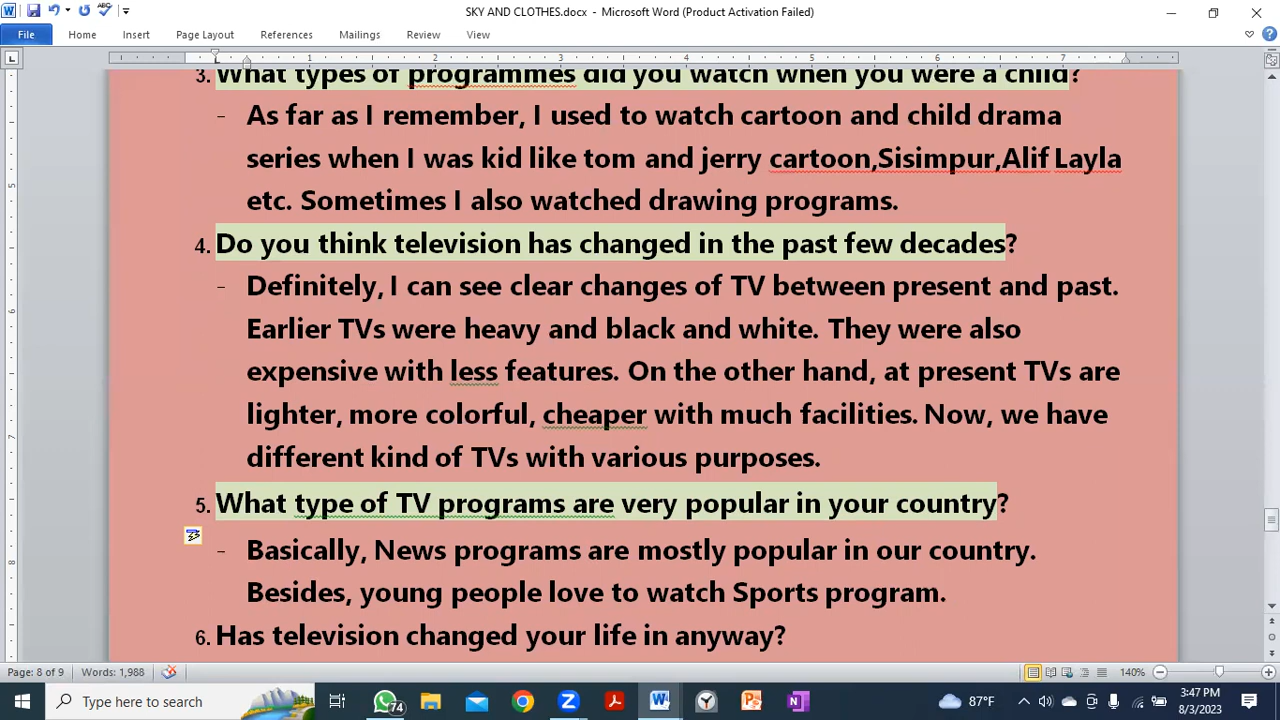 SKY AND CLOTHES.docx - Microsoft Word (Product Activation Failed)
File Home Insert Page Layout References Mailings Review View
1 2 3 4 5 6 7
3. What types of programmes did you watch when you were a child?
- As far as I remember, I used to watch cartoon and child drama
series when I was kid like tom and jerry cartoon,Sisimpur,Alif Layla
etc. Sometimes I also watched drawing programs.
4. Do you think television has changed in the past few decades?
- Definitely, I can see clear changes of TV between present and past.
Earlier TVs were heavy and black and white. They were also
expensive with less features. On the other hand, at present TVs are
lighter, more colorful, cheaper with much facilities. Now, we have
different kind of TVs with various purposes.
5. What type of TV programs are very popular in your country?
- Basically, News programs are mostly popular in our country.
Besides, young people love to watch Sports program.
6. Has television changed your life in anyway?
Page: 8 of 9 Words: 1,988 140%
Type here to search 74 87°F 3:47 PM
8/3/2023